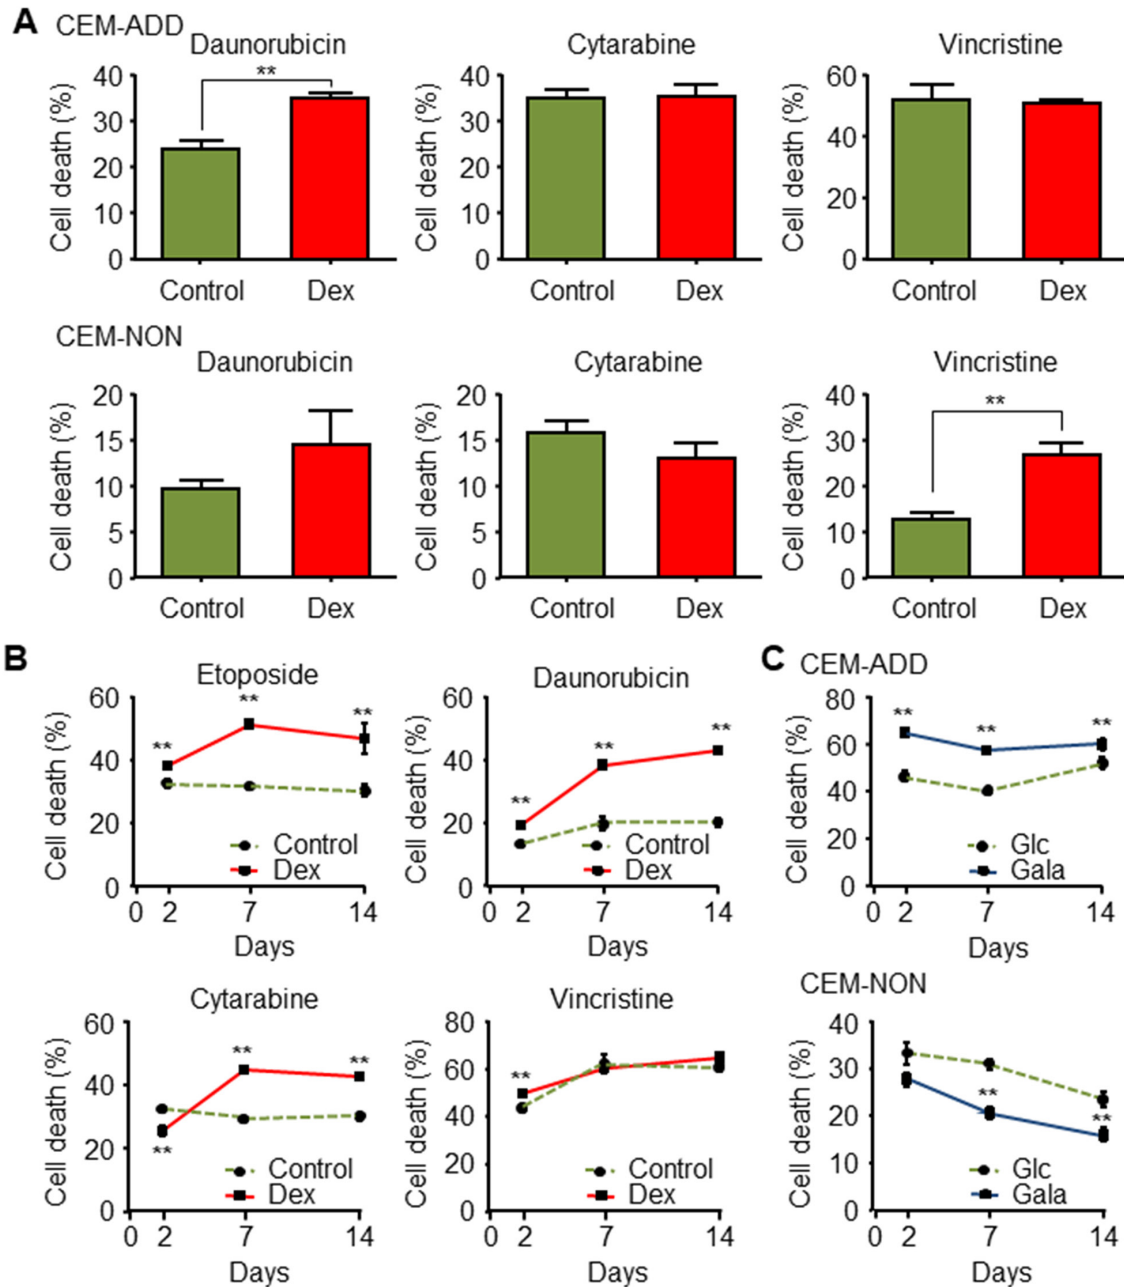 A CEM-ADD
Daunorubicin
Cell death (%)
40
30
20
10
0
**
Control Dex
Cytarabine
Cell death (%)
40
30
20
10
0
Control Dex
Vincristine
Cell death (%)
60
40
20
0
Control Dex
CEM-NON
Daunorubicin
Cell death (%)
20
15
10
5
0
Control Dex
Cytarabine
Cell death (%)
20
15
10
5
0
Control Dex
Vincristine
Cell death (%)
40
30
20
10
0
**
Control Dex
B
Etoposide
Cell death (%)
60
40
20
0
** ** **
Control
Dex
0 2 7 14
Days
Daunorubicin
Cell death (%)
60
40
20
0
** ** **
Control
Dex
0 2 7 14
Days
Cytarabine
Cell death (%)
60
40
20
0
** ** **
Control
Dex
0 2 7 14
Days
Vincristine
Cell death (%)
80
60
40
20
0
**
Control
Dex
0 2 7 14
Days
C CEM-ADD
Cell death (%)
80
60
40
20
0
** ** **
Glc
Gala
0 2 7 14
Days
CEM-NON
Cell death (%)
40
30
20
10
0
** **
Glc
Gala
0 2 7 14
Days